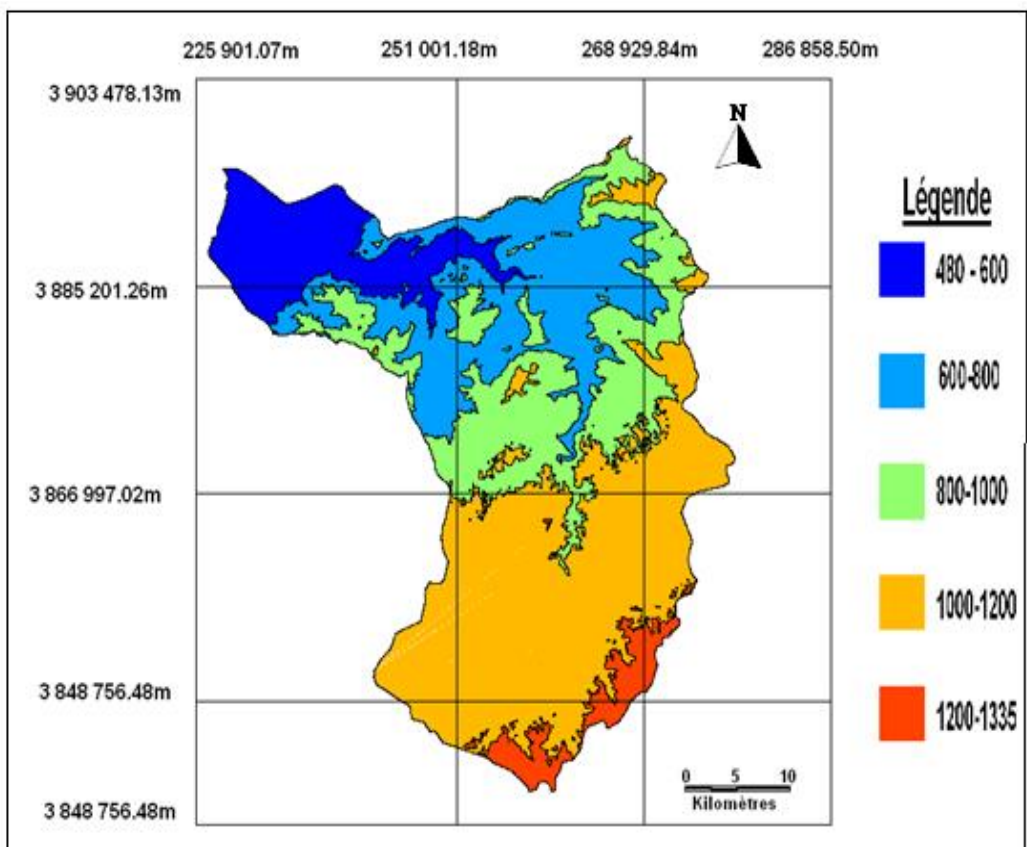 225 901.07m 251 001.18m 268 929.84m 286 858.50m
3 903 478.13m
N
Légende
480 - 600
3 885 201.26m
600-800
800-1000
3 866 997.02m
1000-1200
3 848 756.48m
1200-1335
0 5 10
Kilomètres
3 848 756.48m